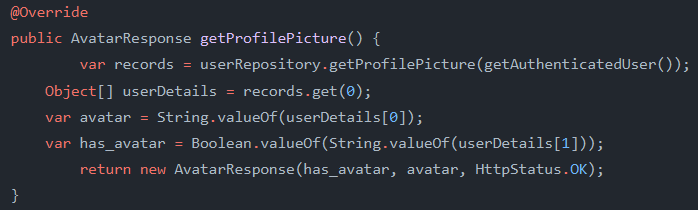 @Override
public AvatarResponse getProfilePicture() {
        var records = userRepository.getProfilePicture(getAuthenticatedUser());
    Object[] userDetails = records.get(0);
    var avatar = String.valueOf(userDetails[0]);
    var has_avatar = Boolean.valueOf(String.valueOf(userDetails[1]));
        return new AvatarResponse(has_avatar, avatar, HttpStatus.OK);
}